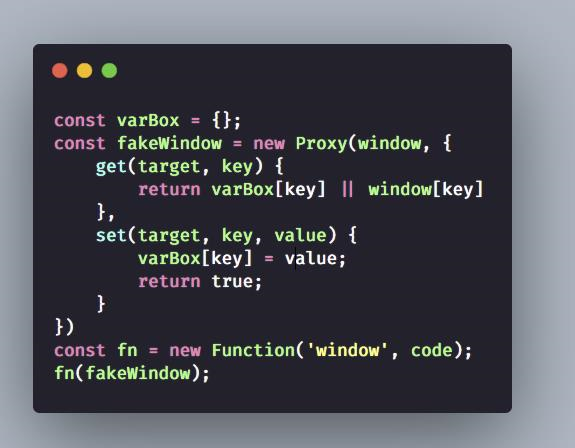 const varBox = {};
const fakeWindow = new Proxy(window, {
    get(target, key) {
        return varBox[key] || window[key]
    },
    set(target, key, value) {
        varBox[key] = value;
        return true;
    }
})
const fn = new Function('window', code);
fn(fakeWindow);